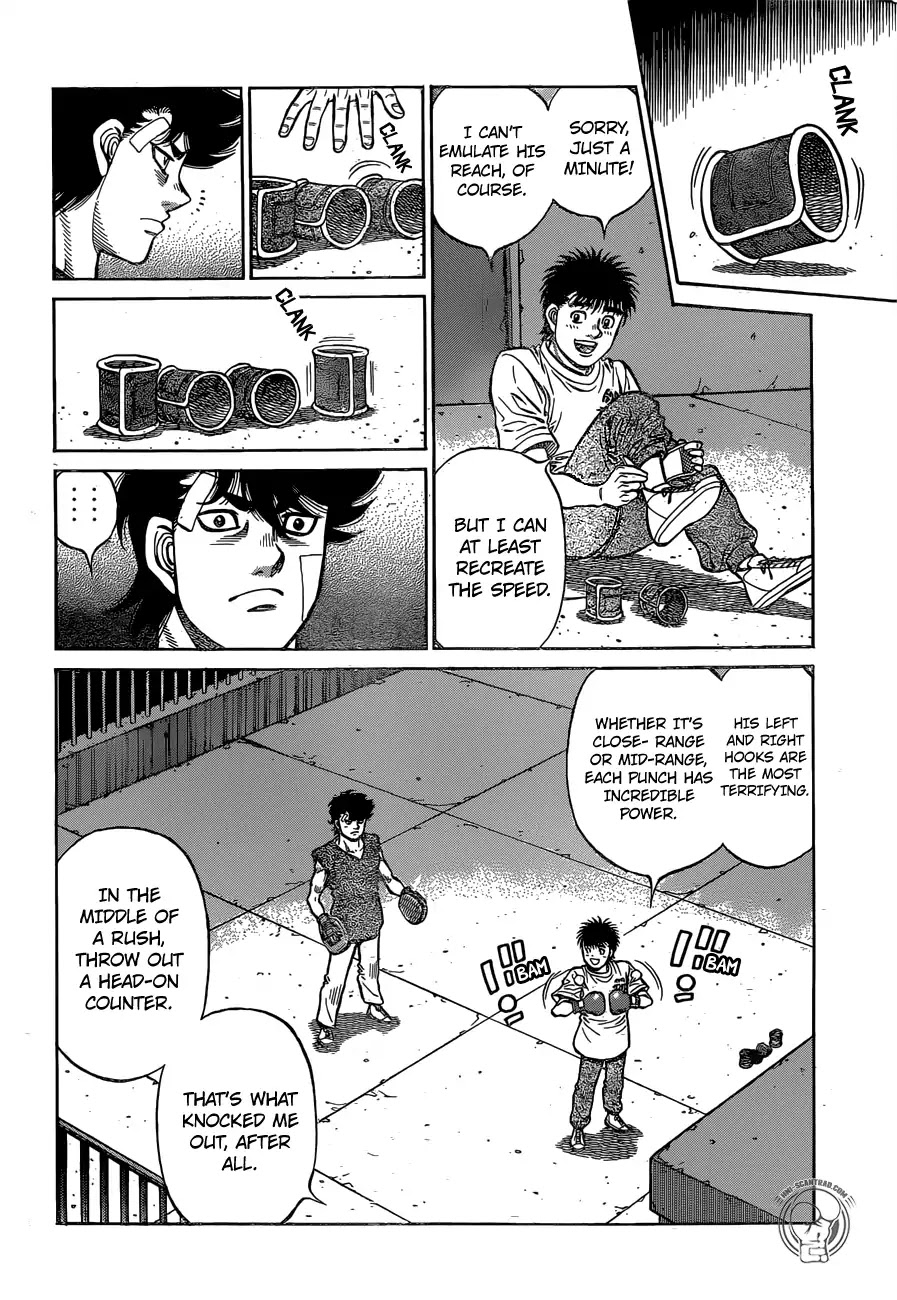 CLANK
SORRY,
JUST A
MINUTE!
I CAN'T
EMULATE HIS
REACH, OF
COURSE.
BUT I CAN
AT LEAST
RECREATE
THE SPEED.
CLANK
CLANK
HIS LEFT
AND RIGHT
HOOKS ARE
THE MOST
TERRIFYING.
WHETHER IT'S
CLOSE- RANGE
OR MID-RANGE,
EACH PUNCH HAS
INCREDIBLE
POWER.
BAM
BAM
IN THE
MIDDLE OF
A RUSH,
THROW OUT
A HEAD-ON
COUNTER.
THAT'S WHAT
KNOCKED ME
OUT, AFTER
ALL.